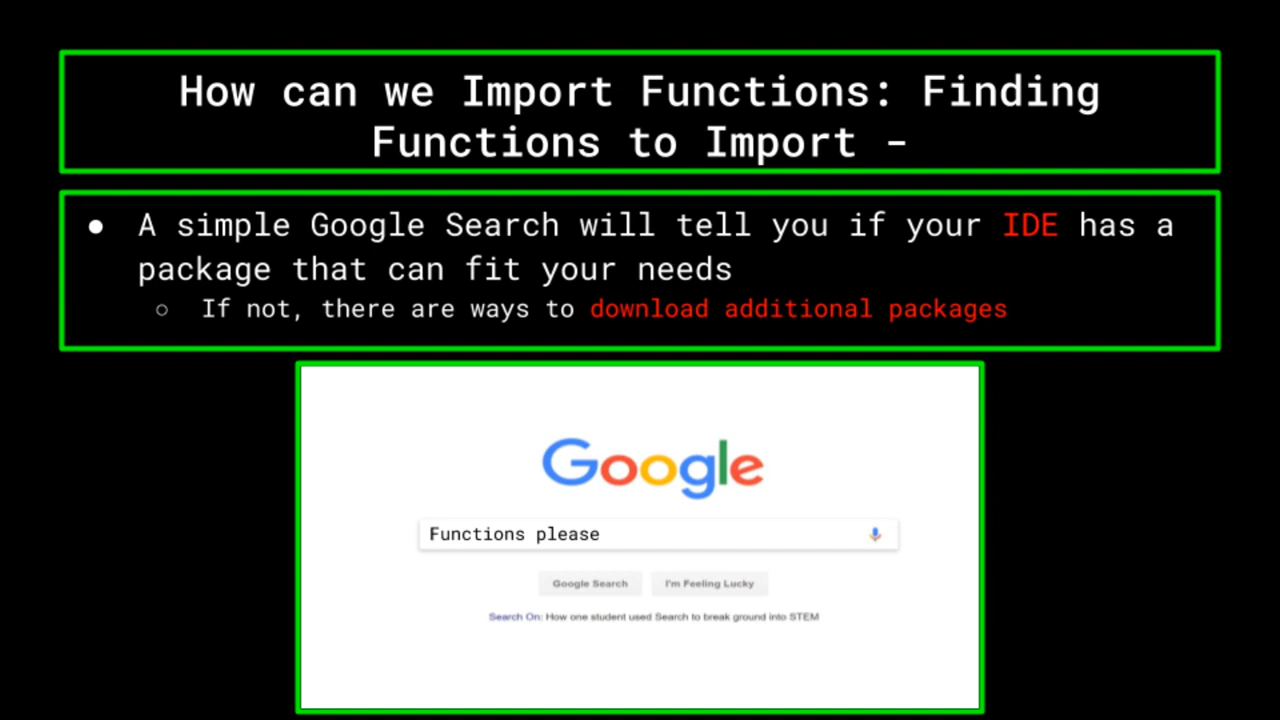 How can we Import Functions: Finding
Functions to Import -
● A simple Google Search will tell you if your IDE has a
package that can fit your needs
○ If not, there are ways to download additional packages
Google
Functions please
Google Search I'm Feeling Lucky
Search On: How one student used Search to break ground into STEM